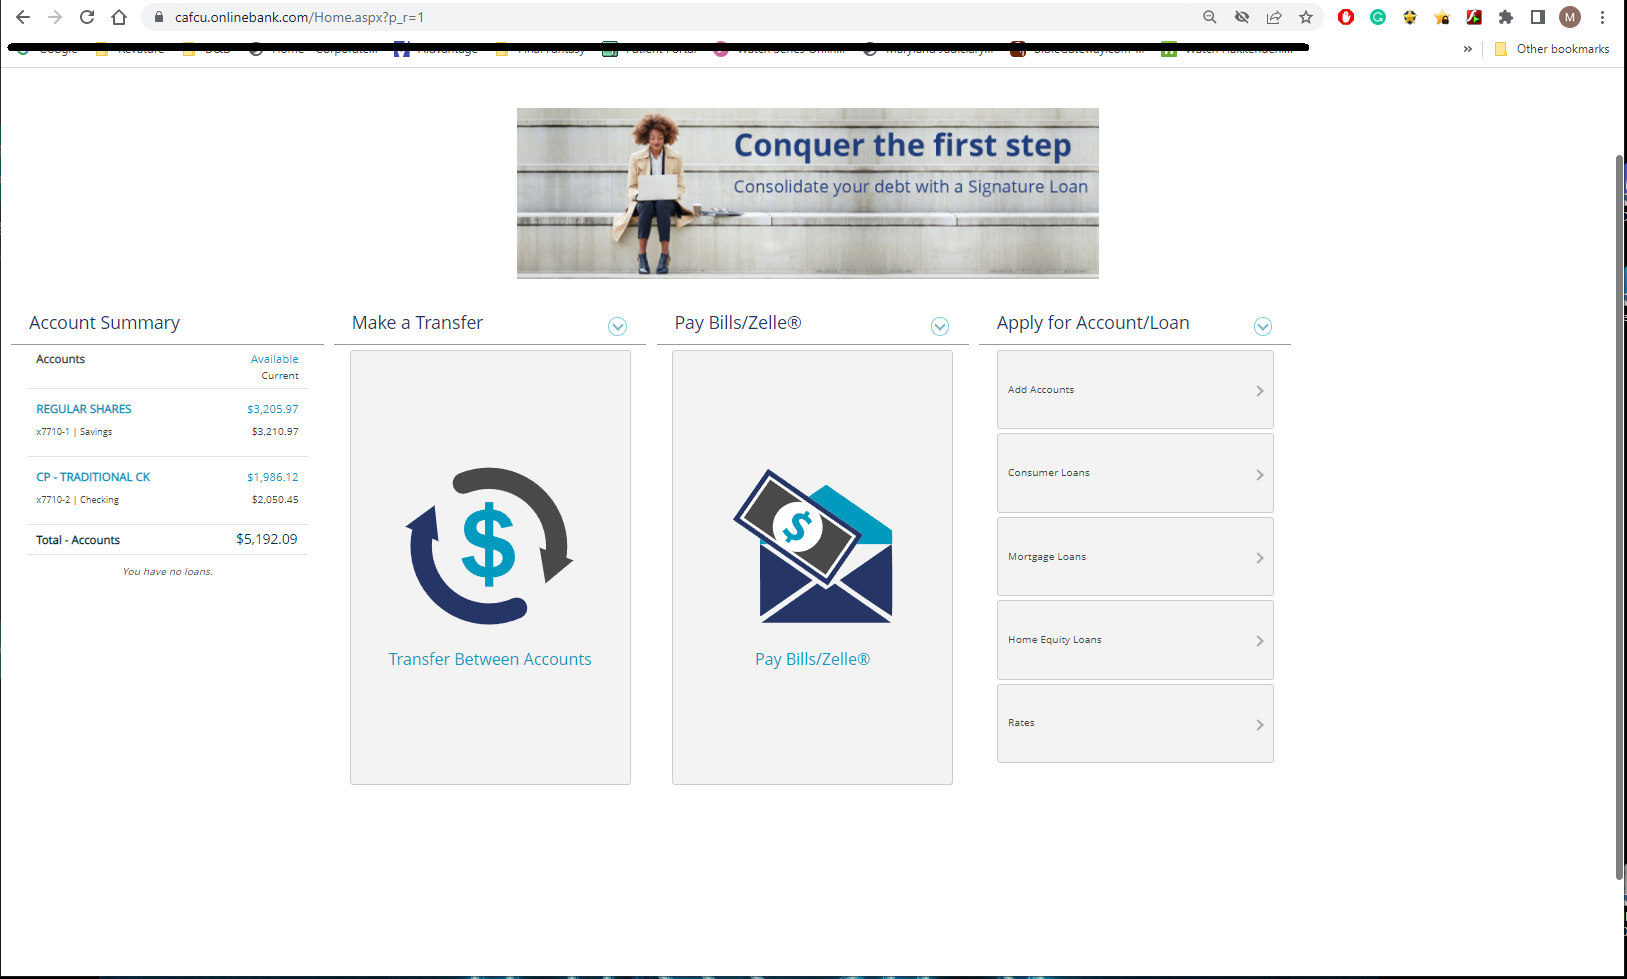 cafcu.onlinebank.com/Home.aspx?p_r=1
M
» Other bookmarks
Conquer the first step
Consolidate your debt with a Signature Loan
Account Summary
Accounts Available
Current
REGULAR SHARES $3,205.97
x7710-1 | Savings $3,210.97
CP - TRADITIONAL CK $1,986.12
x7710-2 | Checking $2,050.45
Total - Accounts $5,192.09
You have no loans.
Make a Transfer
$
Transfer Between Accounts
Pay Bills/Zelle®
$
Pay Bills/Zelle®
Apply for Account/Loan
Add Accounts
Consumer Loans
Mortgage Loans
Home Equity Loans
Rates